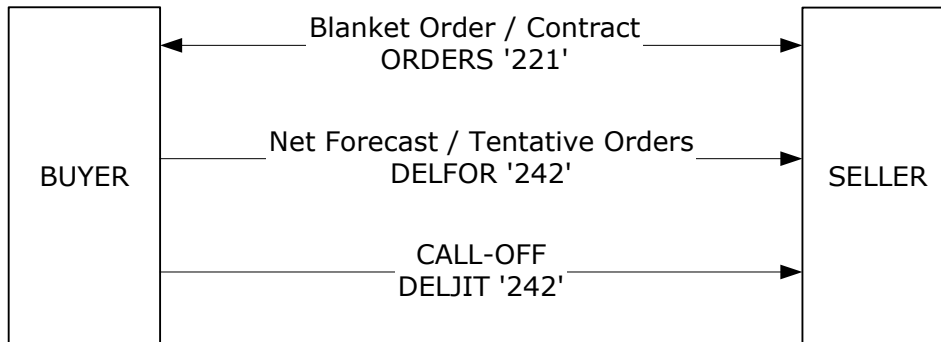 Blanket Order / Contract
ORDERS '221'
Net Forecast / Tentative Orders
DELFOR '242'
BUYER
SELLER
CALL-OFF
DELJIT '242'